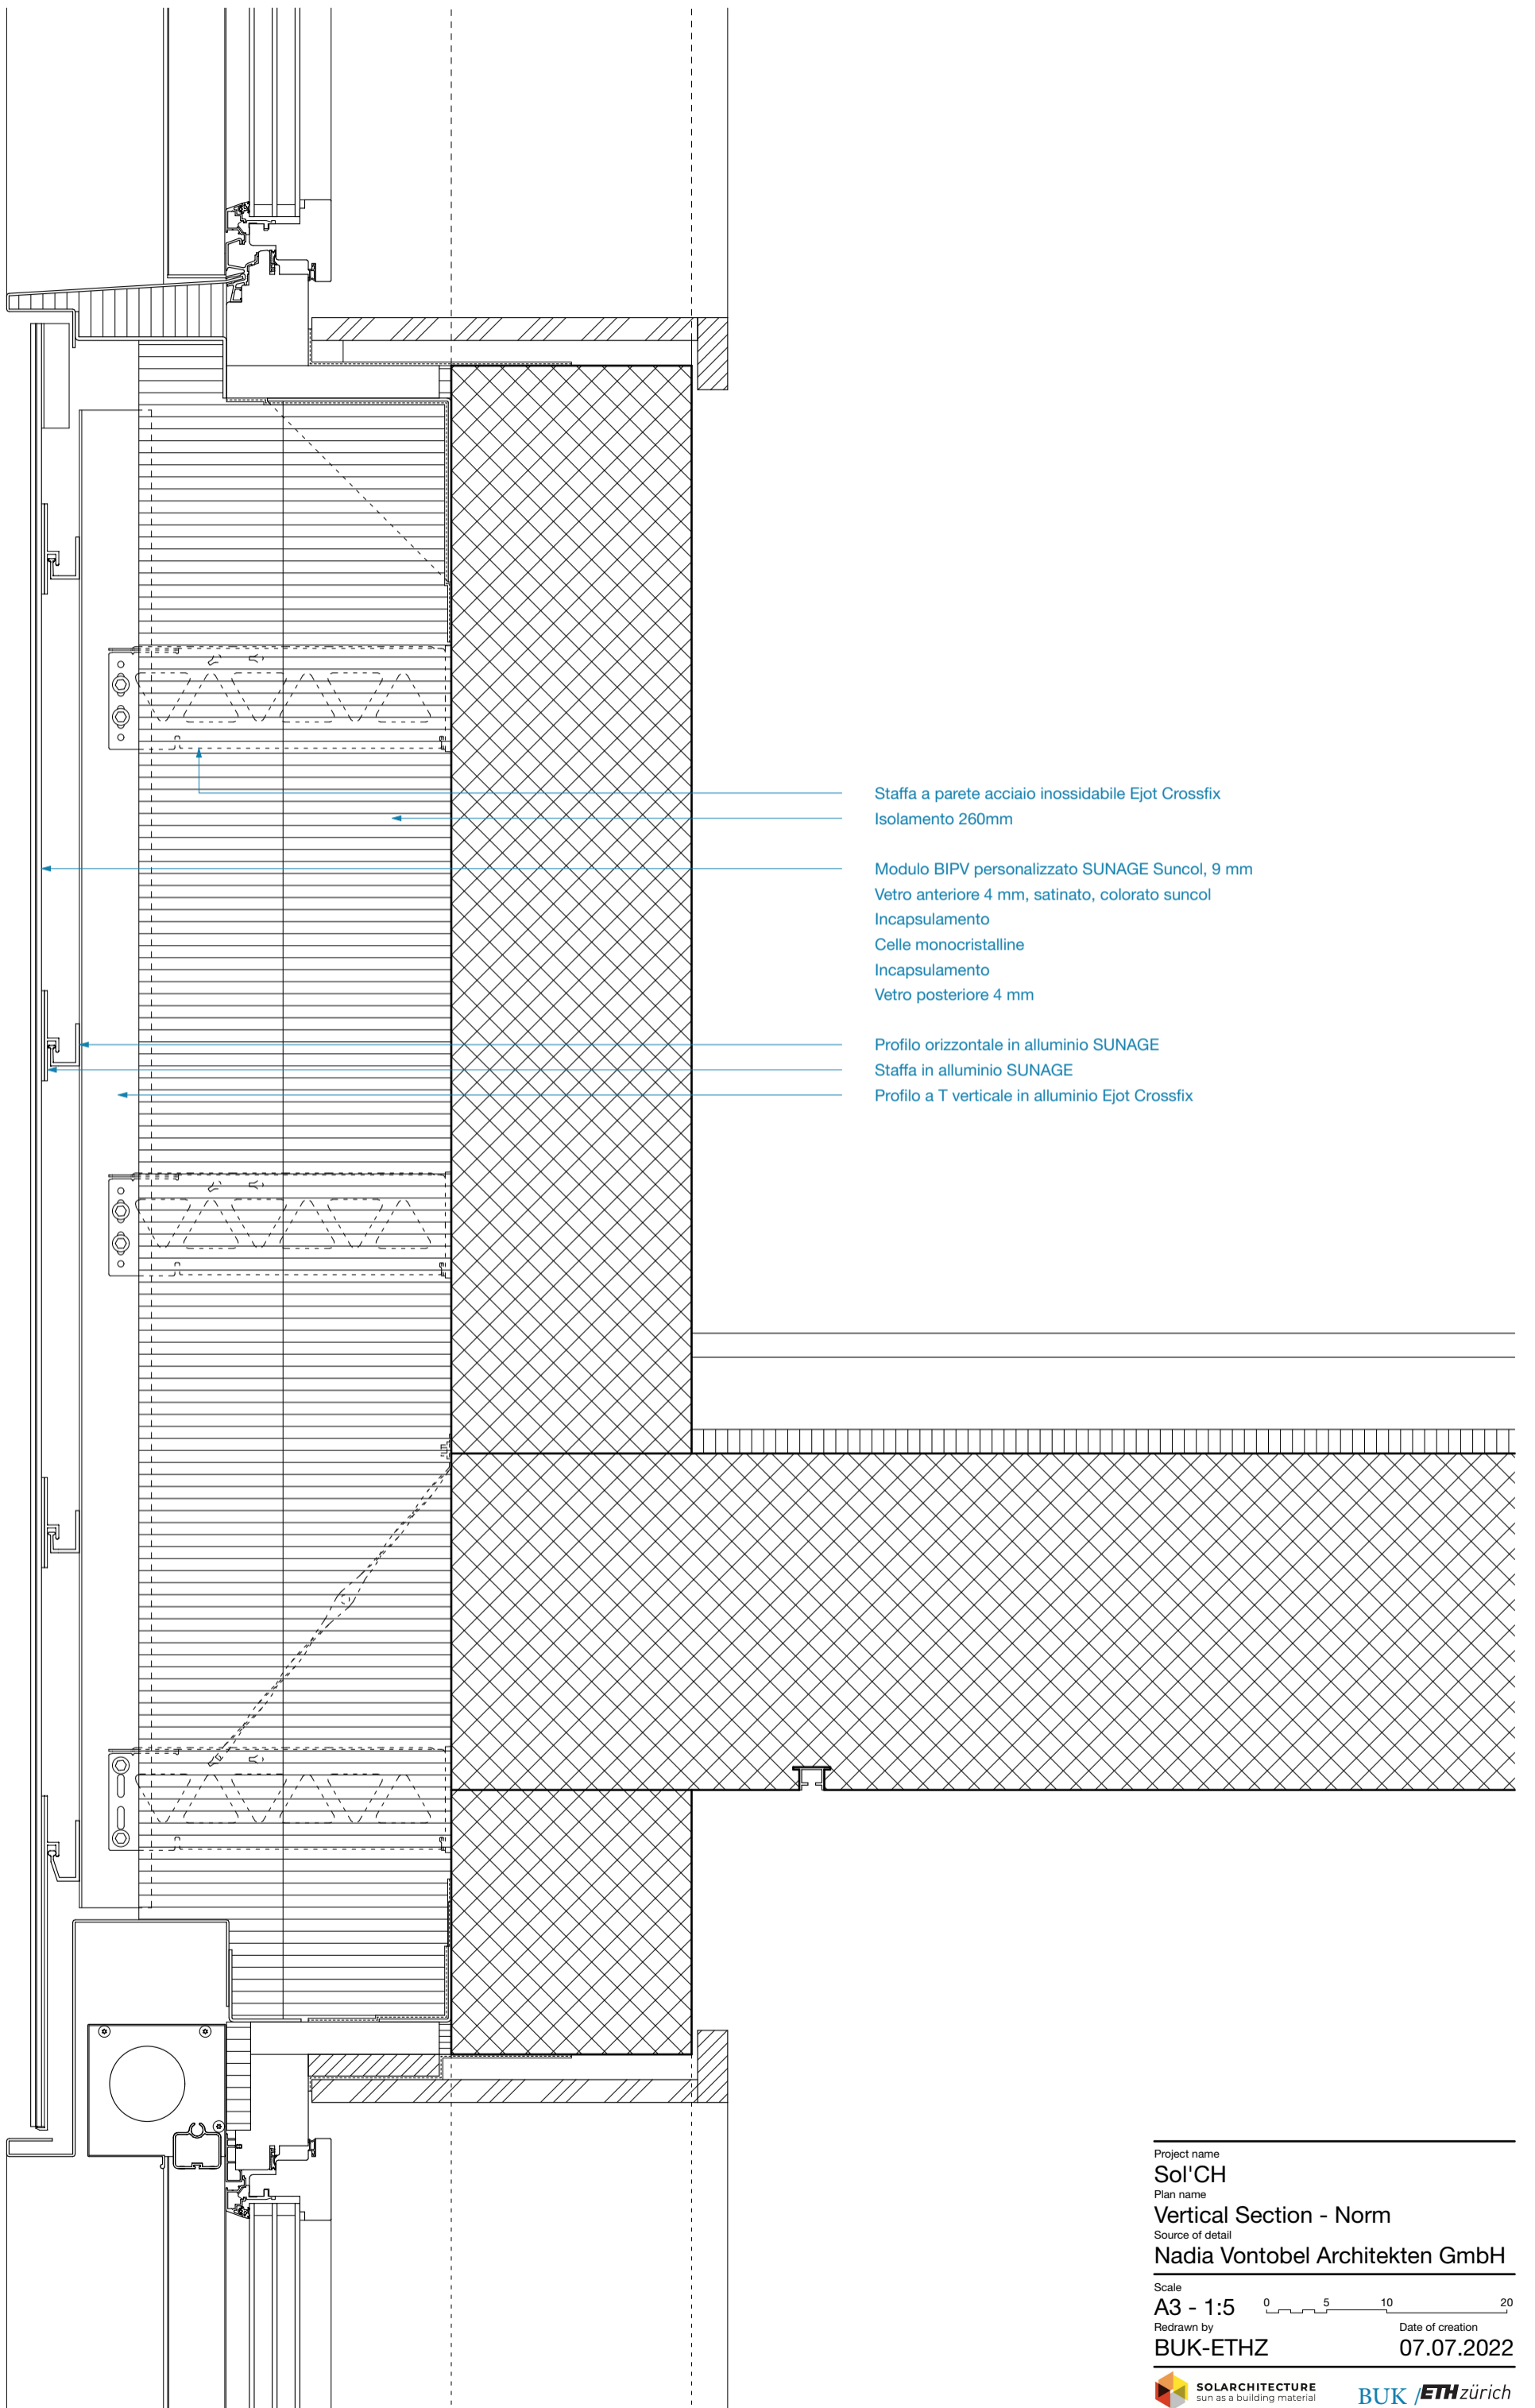 Staffa a parete acciaio inossidabile Ejot Crossfix
Isolamento 260mm
Modulo BIPV personalizzato SUNAGE Suncol, 9 mm
Vetro anteriore 4 mm, satinato, colorato suncol
Incapsulamento
Celle monocristalline
Incapsulamento
Vetro posteriore 4 mm
Profilo orizzontale in alluminio SUNAGE
Staffa in alluminio SUNAGE
Profilo a T verticale in alluminio Ejot Crossfix
Project name
Sol'CH
Plan name
Vertical Section - Norm
Source of detail
Nadia Vontobel Architekten GmbH
Scale
A3 - 1:5 0 5 10 20
Redrawn by Date of creation
BUK-ETHZ 07.07.2022
SOLARCHITECTURE
sun as a building material
BUK / ETH zürich